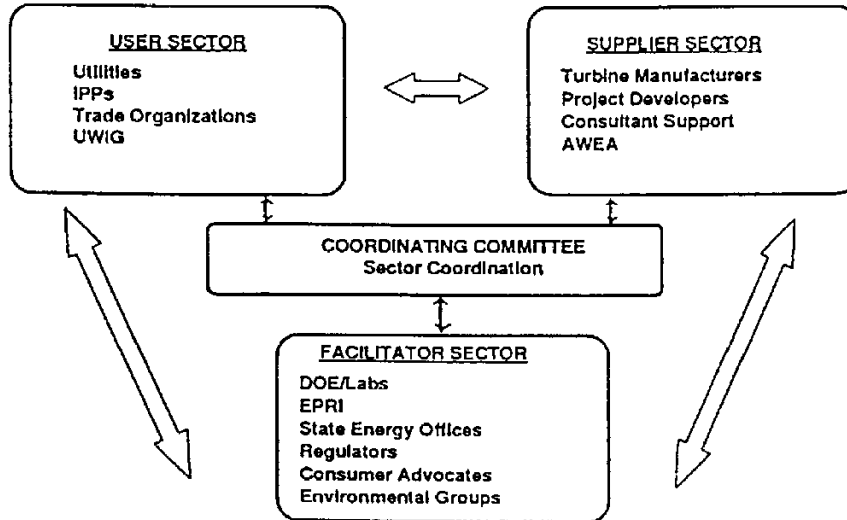 USER SECTOR
Utilities
IPPs
Trade Organizations
UWIG
SUPPLIER SECTOR
Turbine Manufacturers
Project Developers
Consultant Support
AWEA
COORDINATING COMMITTEE
Sector Coordination
FACILITATOR SECTOR
DOE/Labs
EPRI
State Energy Offices
Regulators
Consumer Advocates
Environmental Groups